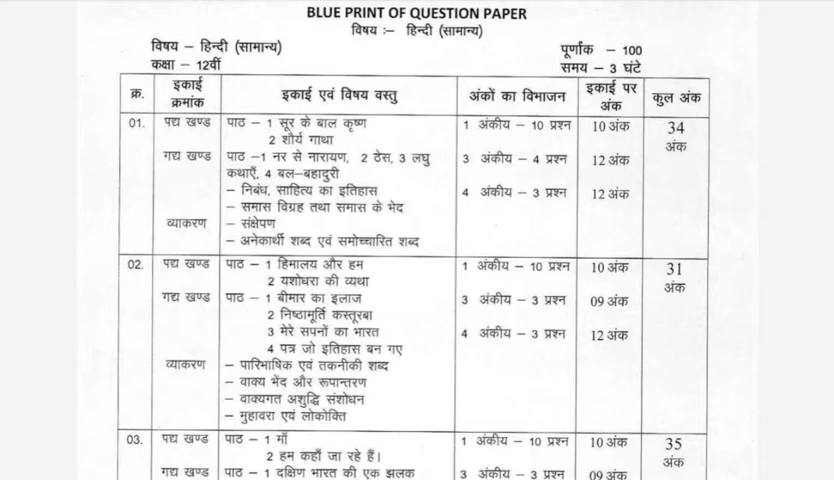 BLUE PRINT OF QUESTION PAPER
विषय :– हिन्दी (सामान्य)
विषय – हिन्दी (सामान्य) पूर्णांक – 100
कक्षा – 12वीं समय – 3 घंटे
क्र. इकाई क्रमांक इकाई एवं विषय वस्तु अंकों का विभाजन इकाई पर अंक कुल अंक
01. पद्य खण्ड पाठ – 1 सूर के बाल कृष्ण 1 अंकीय – 10 प्रश्न 10 अंक 34 अंक
2 शौर्य गाथा
गद्य खण्ड पाठ –1 नर से नारायण, 2 ठेस, 3 लघु 3 अंकीय – 4 प्रश्न 12 अंक
कथाएँ, 4 बल–बहादुरी
– निबंध, साहित्य का इतिहास 4 अंकीय – 3 प्रश्न 12 अंक
– समास विग्रह तथा समास के भेद
व्याकरण – संक्षेपण
– अनेकार्थी शब्द एवं समोच्चारित शब्द
02. पद्य खण्ड पाठ – 1 हिमालय और हम 1 अंकीय – 10 प्रश्न 10 अंक 31 अंक
2 यशोधरा की व्यथा
गद्य खण्ड पाठ – 1 बीमार का इलाज 3 अंकीय – 3 प्रश्न 09 अंक
2 निष्ठामूर्ति कस्तूरबा
3 मेरे सपनों का भारत 4 अंकीय – 3 प्रश्न 12 अंक
4 पत्र जो इतिहास बन गए
व्याकरण – पारिभाषिक एवं तकनीकी शब्द
– वाक्य भेंद और रूपान्तरण
– वाक्यगत अशुद्धि संशोधन
– मुहावरा एवं लोकोक्ति
03. पद्य खण्ड पाठ – 1 माँ 1 अंकीय – 10 प्रश्न 10 अंक 35 अंक
2 हम कहाँ जा रहे हैं।
गद्य खण्ड पाठ – 1 दक्षिण भारत की एक झलक 3 अंकीय – 3 प्रश्न 09 अंक